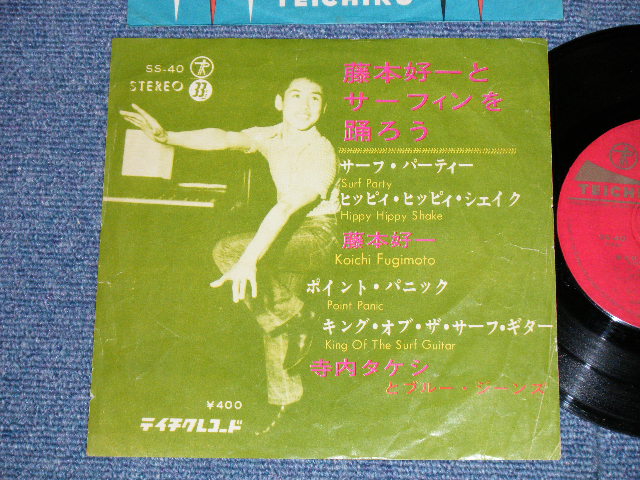 TEICHIKU
SS-40
STEREO
藤本好一と
サーフィンを
踊ろう
サーフ・パーティー
Surf Party
ヒッピィ・ヒッピィ・シェイク
Hippy Hippy Shake
藤本好一
Koichi Fugimoto
ポイント・パニック
Point Panic
キング・オブ・ザ・サーフ・ギター
King Of The Surf Guitar
寺内タケシ
とブルー・ジーンズ
￥400
テイチクレコード
TEICHIKU